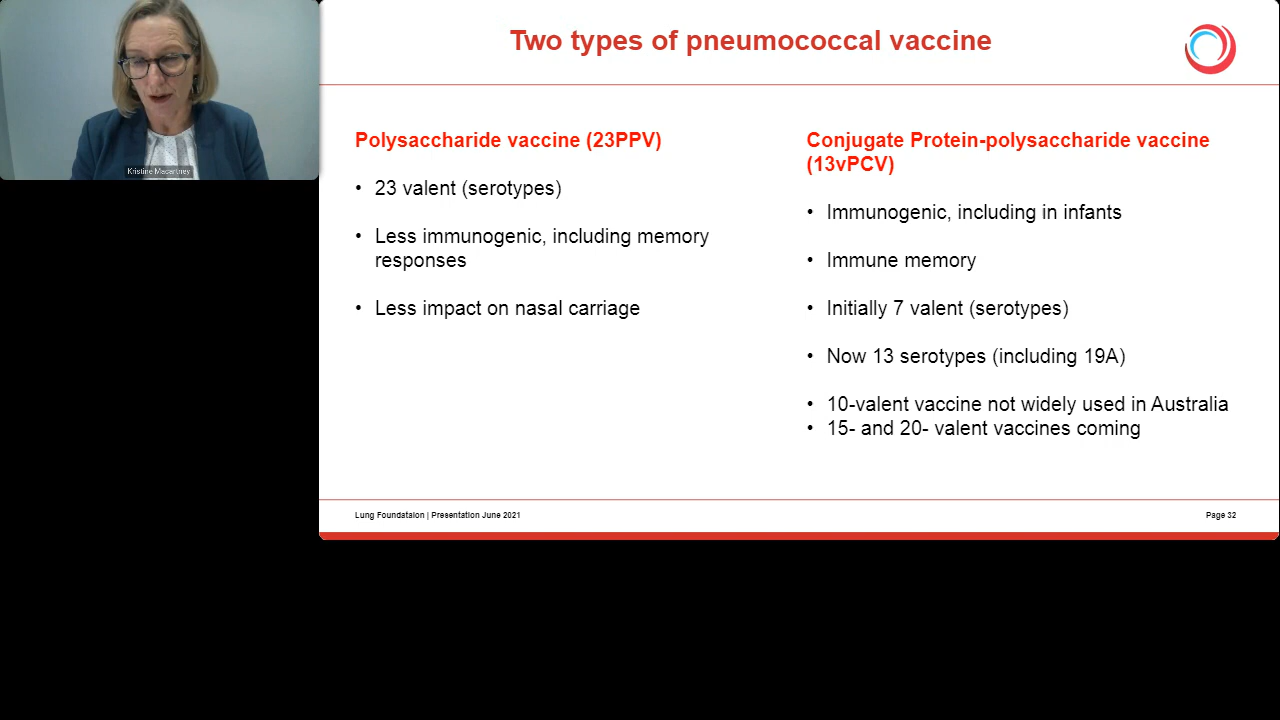 Two types of pneumococcal vaccine
Kristine Macartney
Polysaccharide vaccine (23PPV)
• 23 valent (serotypes)
• Less immunogenic, including memory
responses
• Less impact on nasal carriage
Conjugate Protein-polysaccharide vaccine
(13vPCV)
• Immunogenic, including in infants
• Immune memory
• Initially 7 valent (serotypes)
• Now 13 serotypes (including 19A)
• 10-valent vaccine not widely used in Australia
• 15- and 20- valent vaccines coming
Lung Foundataion | Presentation June 2021
Page 32